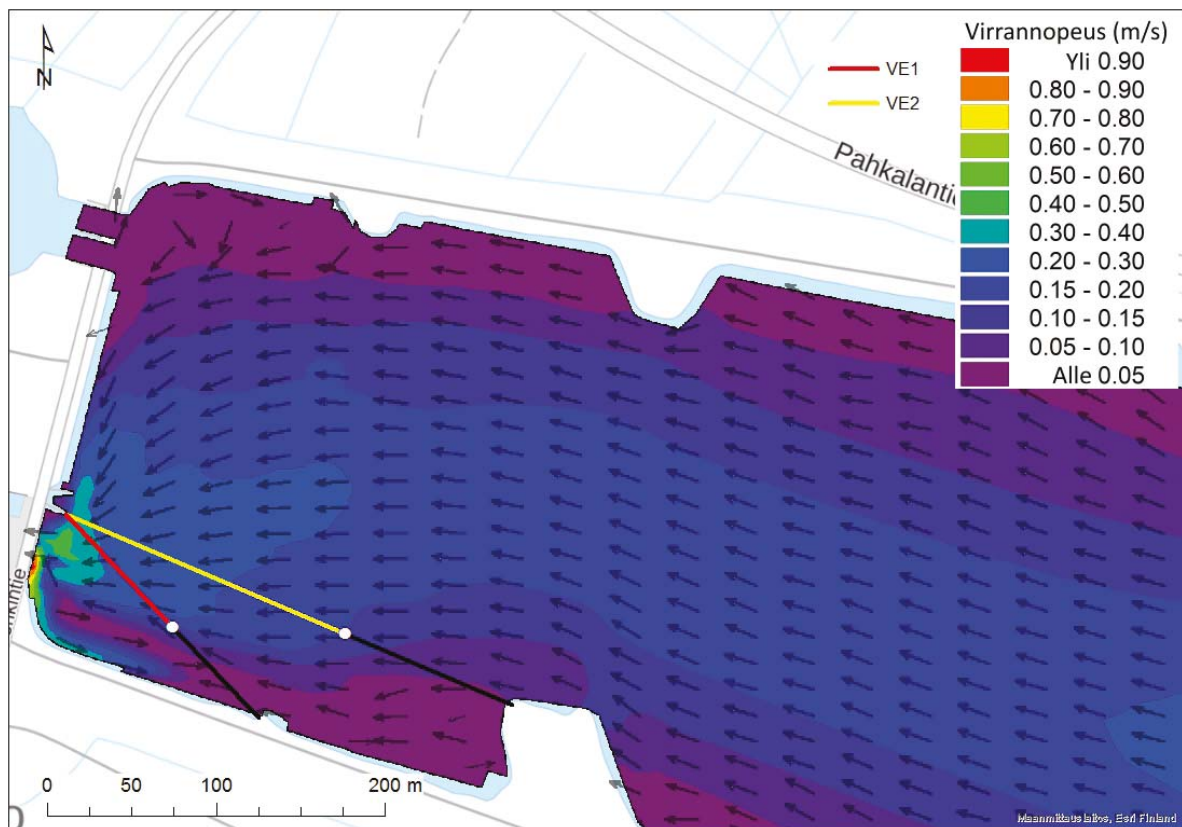 Virrannopeus (m/s)
Yli 0.90
0.80 - 0.90
0.70 - 0.80
0.60 - 0.70
0.50 - 0.60
0.40 - 0.50
0.30 - 0.40
0.20 - 0.30
0.15 - 0.20
0.10 - 0.15
0.05 - 0.10
Alle 0.05
N
VE1
VE2
Pahkalantie
0 50 100 200 m
Maanmittauslaitos, Esri Finland